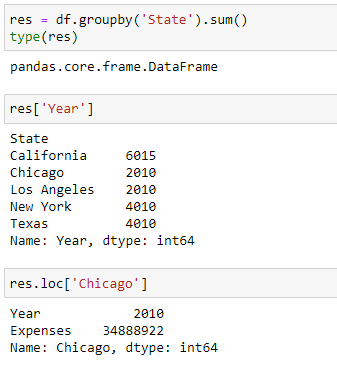 res = df.groupby('State').sum()
type(res)
pandas.core.frame.DataFrame
res['Year']
State
California     6015
Chicago        2010
Los Angeles    2010
New York       4010
Texas          4010
Name: Year, dtype: int64
res.loc['Chicago']
Year            2010
Expenses    34888922
Name: Chicago, dtype: int64